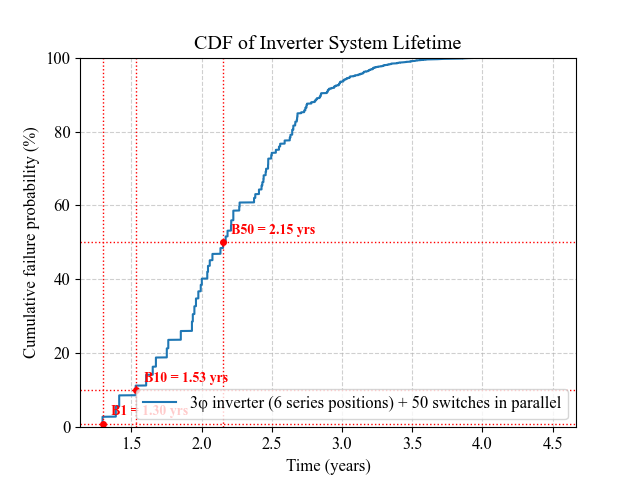 CDF of Inverter System Lifetime
Cumulative failure probability (%)
100
80
60
40
20
0
B50 = 2.15 yrs
B10 = 1.53 yrs
B1 = 1.30 yrs
3φ inverter (6 series positions) + 50 switches in parallel
1.5 2.0 2.5 3.0 3.5 4.0 4.5
Time (years)